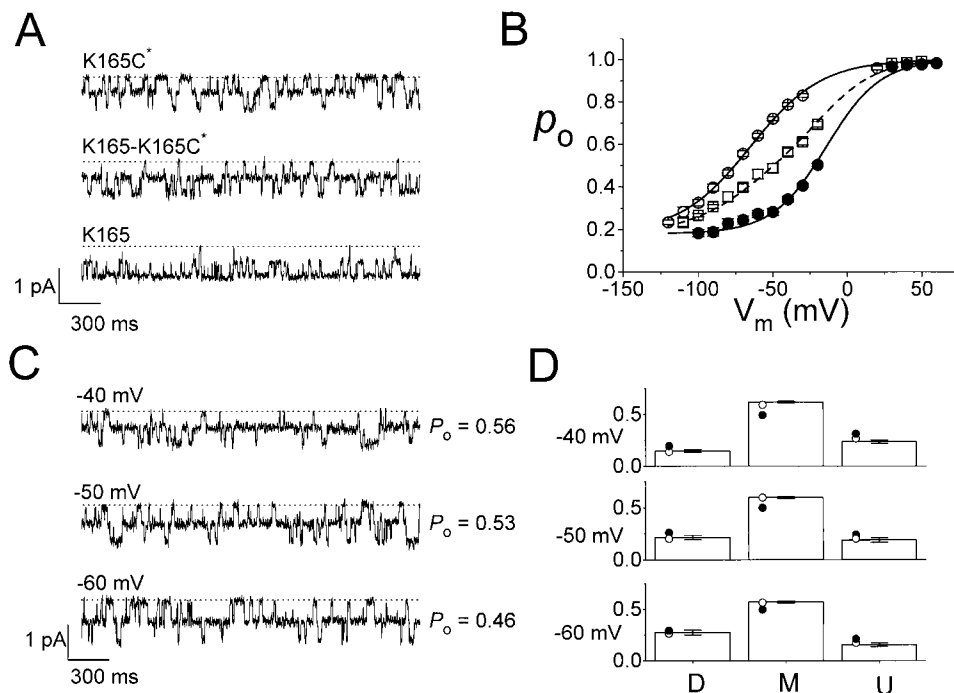 A
K165C*
K165-K165C*
K165
1 pA
300 ms
B
1.0
0.8
0.6
0.4
0.2
0.0
po
-150
-100
-50
0
50
Vm (mV)
C
-40 mV
Po = 0.56
-50 mV
Po = 0.53
-60 mV
Po = 0.46
1 pA
300 ms
D
0.5
-40 mV
0.0
0.5
-50 mV
0.0
0.5
-60 mV
0.0
D
M
U